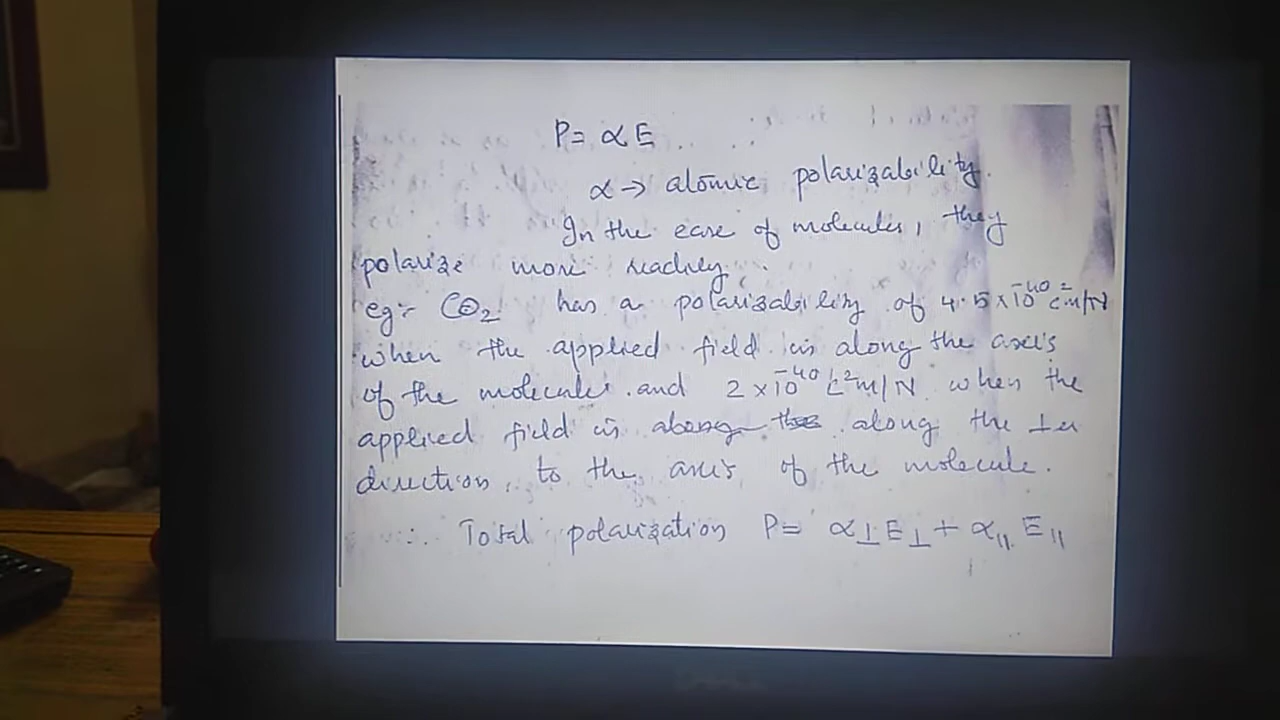 P = αE
α → atomic polarizability.
In the case of molecules, they
polarize more readily.
eg:- CO₂ has a polarizability of 4.5 × 10⁻⁴⁰ c²m/N
when the applied field is along the axis
of the molecule and 2 × 10⁻⁴⁰ C²m/N when the
applied field is along the along the ⊥er
direction to the axis of the molecule.
∴ Total polarization P = α⊥E⊥ + α∥ E∥